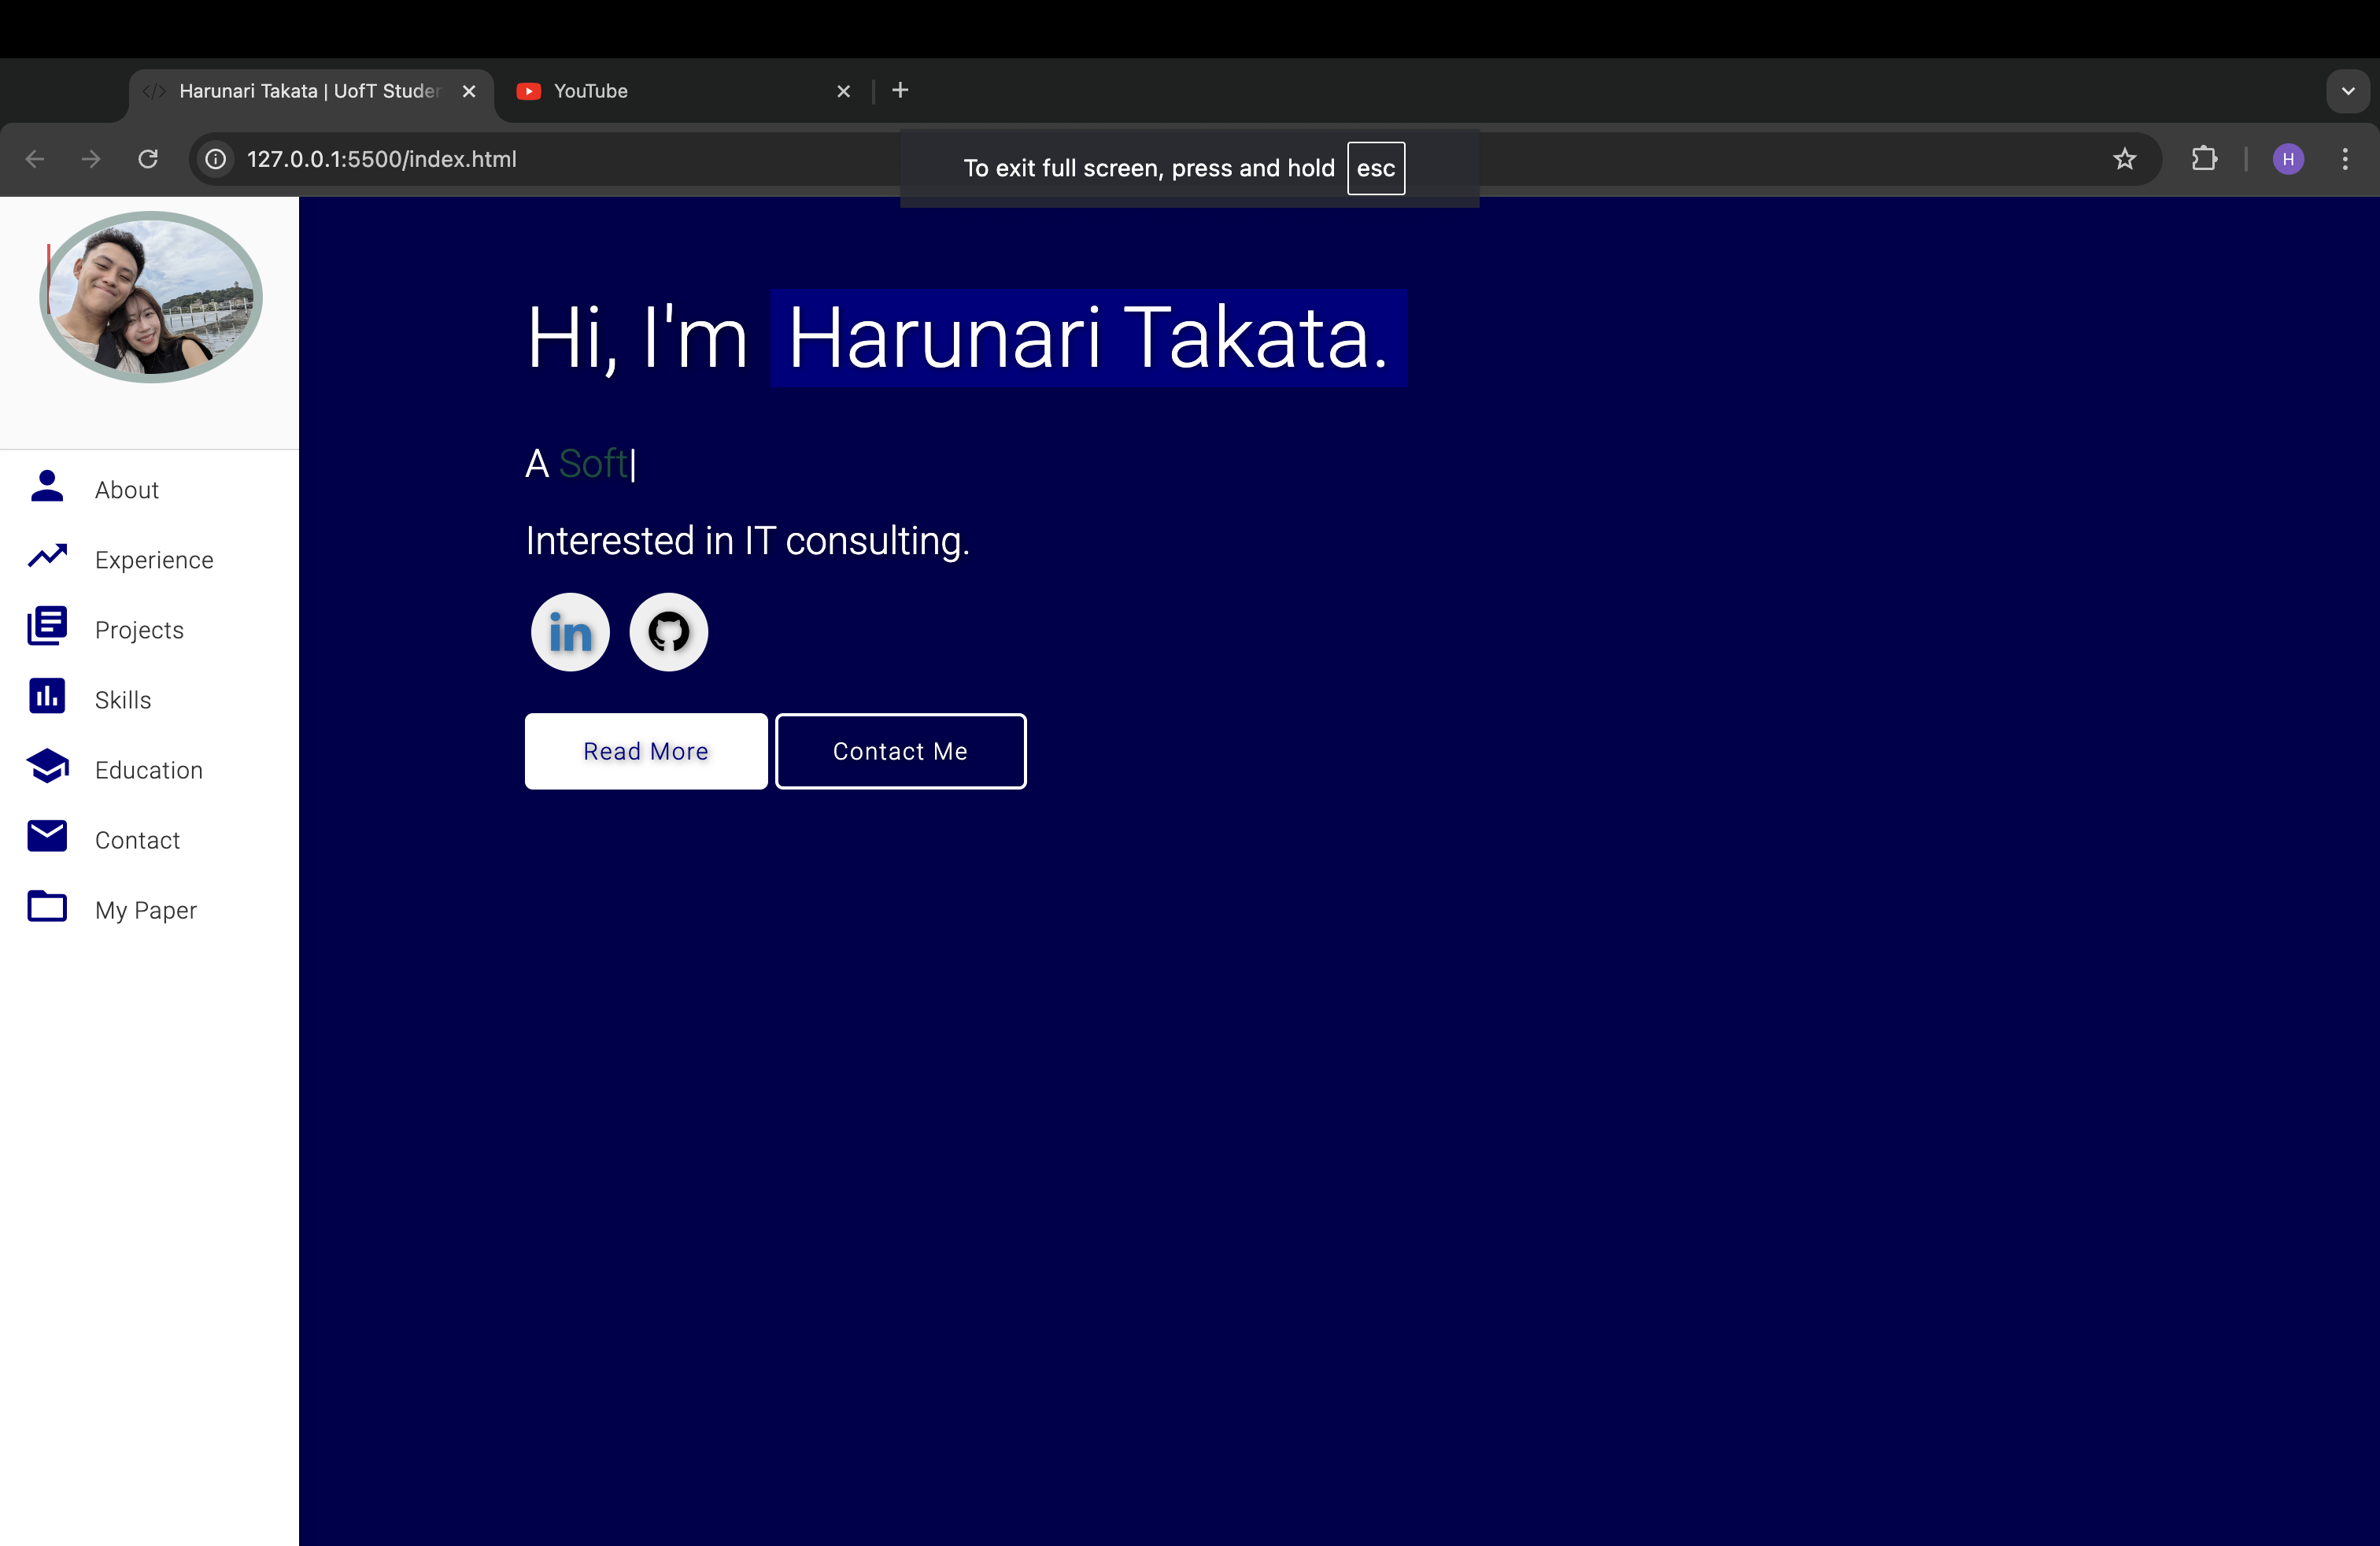 Harunari Takata | UofT Studen
YouTube
127.0.0.1:5500/index.html
To exit full screen, press and hold esc
H
Hi, I'm Harunari Takata.
A Soft|
Interested in IT consulting.
in
Read More
Contact Me
About
Experience
Projects
Skills
Education
Contact
My Paper